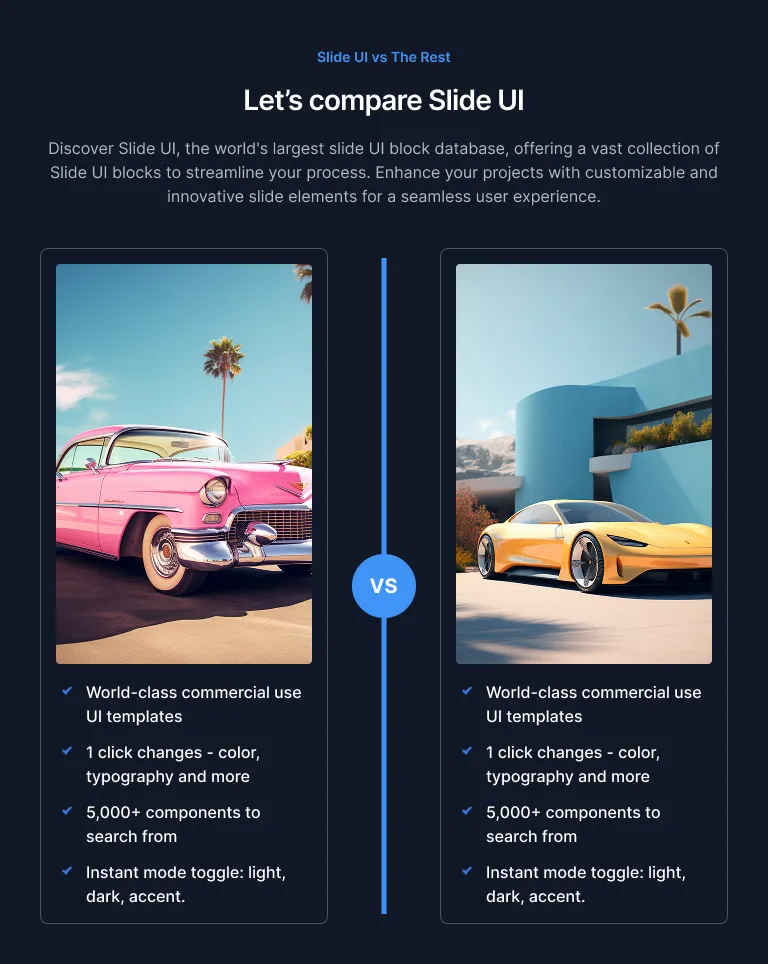 Slide UI vs The Rest
Let’s compare Slide UI
Discover Slide UI, the world's largest slide UI block database, offering a vast collection of
Slide UI blocks to streamline your process. Enhance your projects with customizable and
innovative slide elements for a seamless user experience.
World-class commercial use
UI templates
1 click changes - color,
typography and more
5,000+ components to
search from
Instant mode toggle: light,
dark, accent.
VS
World-class commercial use
UI templates
1 click changes - color,
typography and more
5,000+ components to
search from
Instant mode toggle: light,
dark, accent.